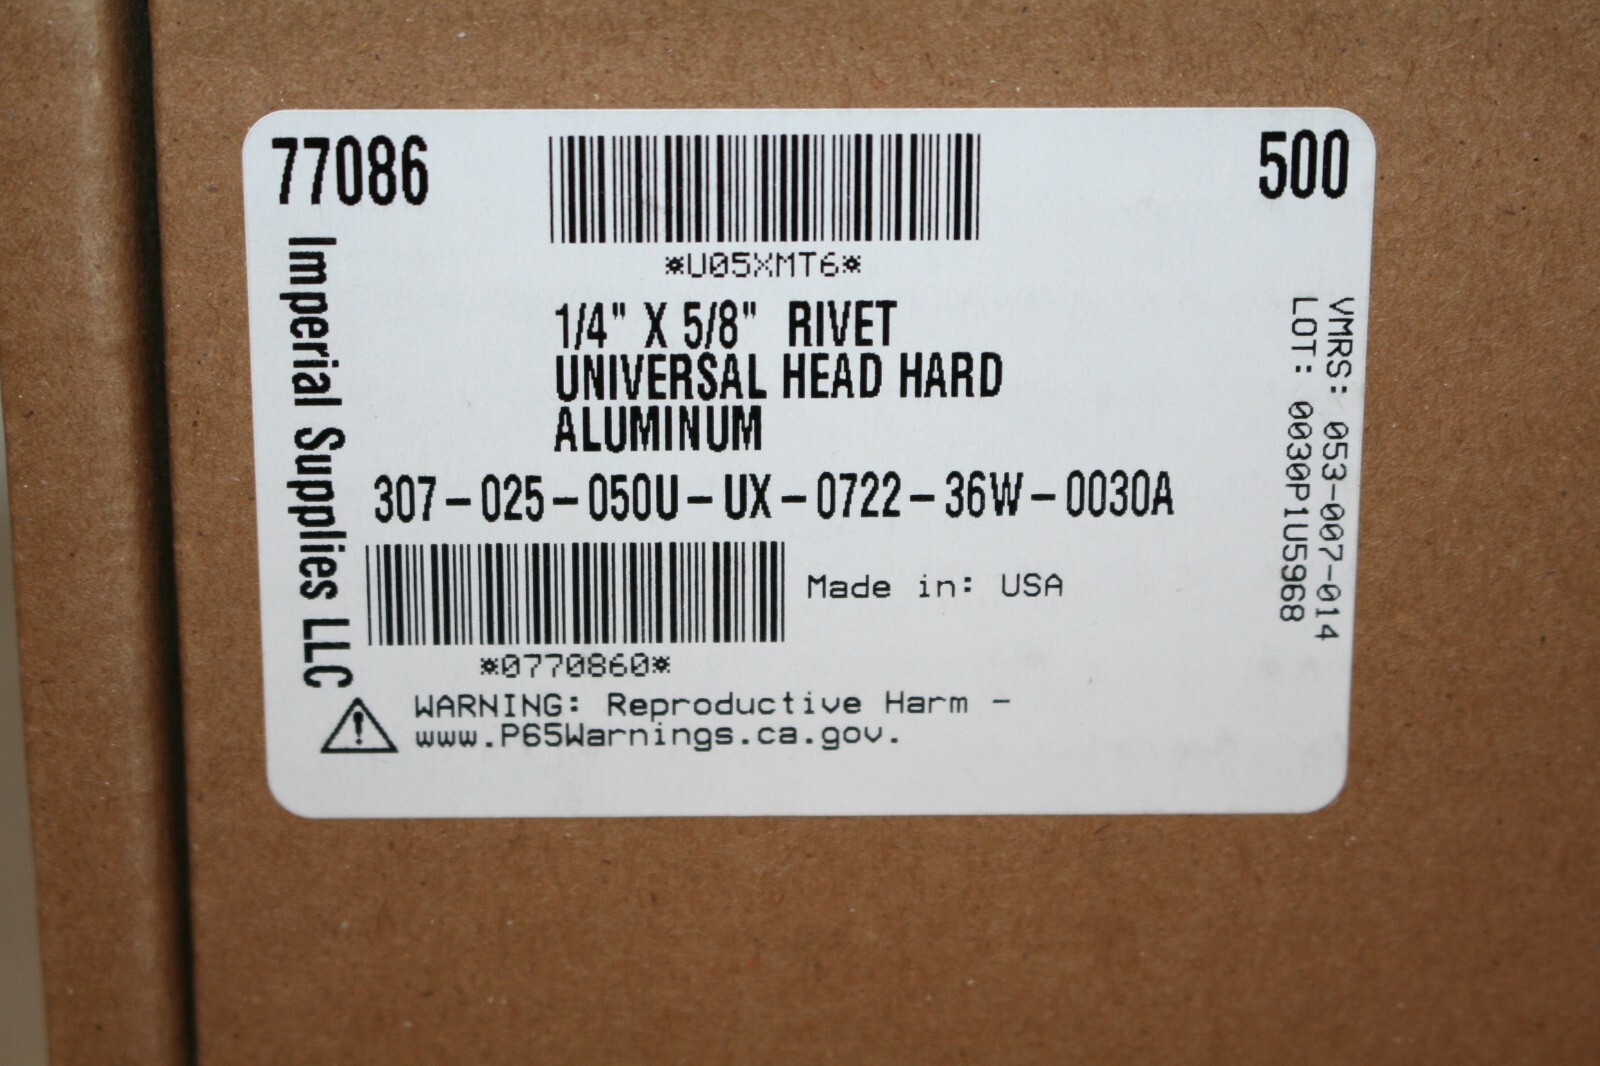 77086
500
*U05XMT6*
1/4" X 5/8" RIVET
UNIVERSAL HEAD HARD
ALUMINUM
307-025-050U-UX-0722-36W-0030A
Made in: USA
*0770860*
WARNING: Reproductive Harm -
www.P65Warnings.ca.gov.
Imperial Supplies LLC
VMRS: 053-007-014
LOT: 0030P1U5968